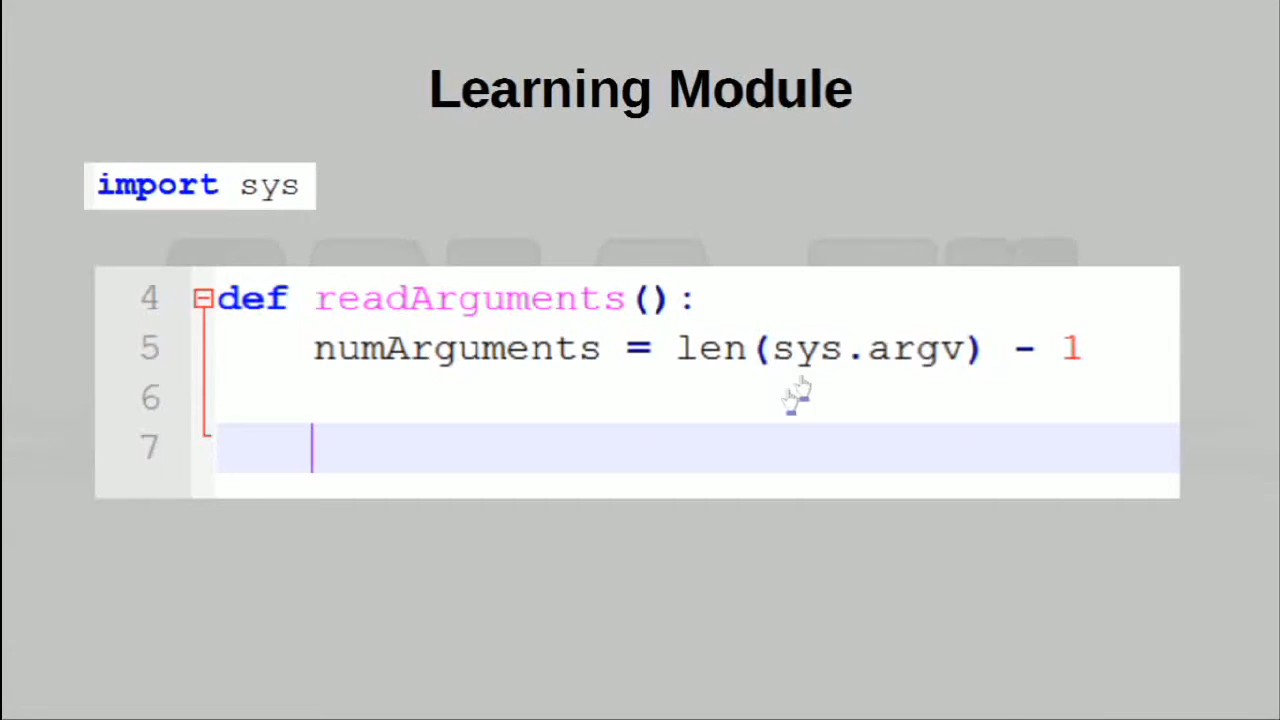 Learning Module
import sys
4 def readArguments():
5 numArguments = len(sys.argv) - 1
6
7